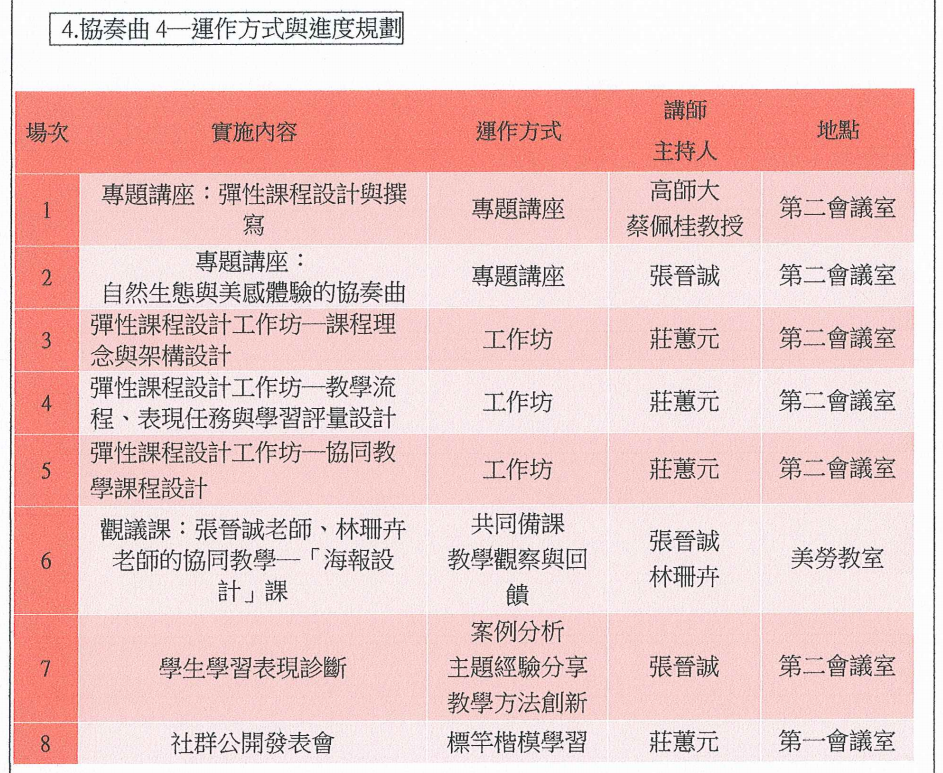 4.協奏曲 4—運作方式與進度規劃
場次 實施內容 運作方式 講師 主持人 地點
1 專題講座：彈性課程設計與撰
寫 專題講座 高師大
蔡佩桂教授 第二會議室
2 專題講座：
自然生態與美感體驗的協奏曲 專題講座 張晉誠 第二會議室
3 彈性課程設計工作坊—課程理
念與架構設計 工作坊 莊蕙元 第二會議室
4 彈性課程設計工作坊—教學流
程、表現任務與學習評量設計 工作坊 莊蕙元 第二會議室
5 彈性課程設計工作坊—協同教
學課程設計 工作坊 莊蕙元 第二會議室
6 觀議課：張晉誠老師、林珊卉
老師的協同教學—「海報設
計」課 共同備課
教學觀察與回
饋 張晉誠
林珊卉 美勞教室
7 學生學習表現診斷 案例分析
主題經驗分享
教學方法創新 張晉誠 第二會議室
8 社群公開發表會 標竿楷模學習 莊蕙元 第一會議室